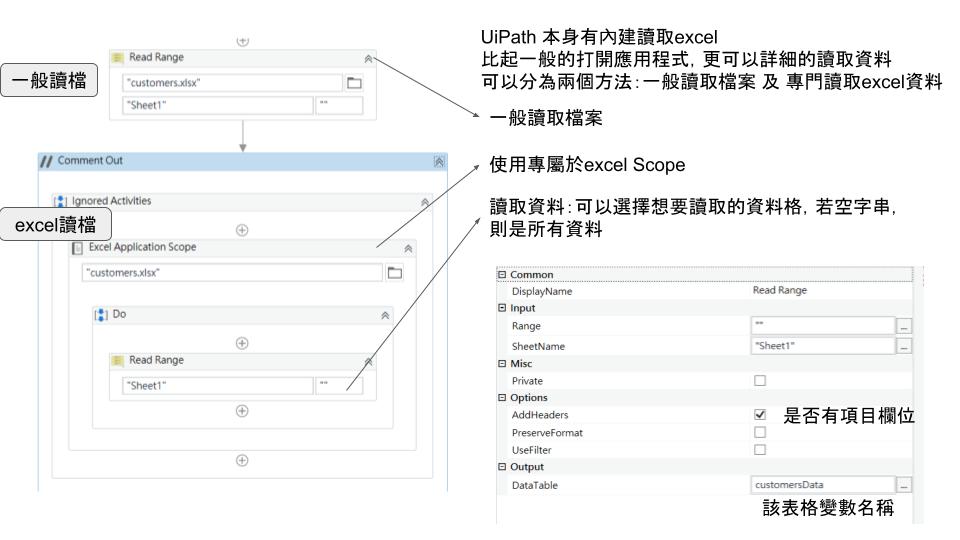 UiPath 本身有內建讀取excel
比起一般的打開應用程式, 更可以詳細的讀取資料
可以分為兩個方法：一般讀取檔案 及 專門讀取excel資料
一般讀檔
Read Range
"customers.xlsx"
"Sheet1"
""
一般讀取檔案
// Comment Out
使用專屬於excel Scope
Ignored Activities
excel讀檔
讀取資料：可以選擇想要讀取的資料格, 若空字串,
則是所有資料
Excel Application Scope
"customers.xlsx"
Do
Read Range
"Sheet1"
""
Common
DisplayName
Read Range
Input
Range
""
...
SheetName
"Sheet1"
...
Misc
Private
Options
AddHeaders
是否有項目欄位
PreserveFormat
UseFilter
Output
DataTable
customersData
...
該表格變數名稱